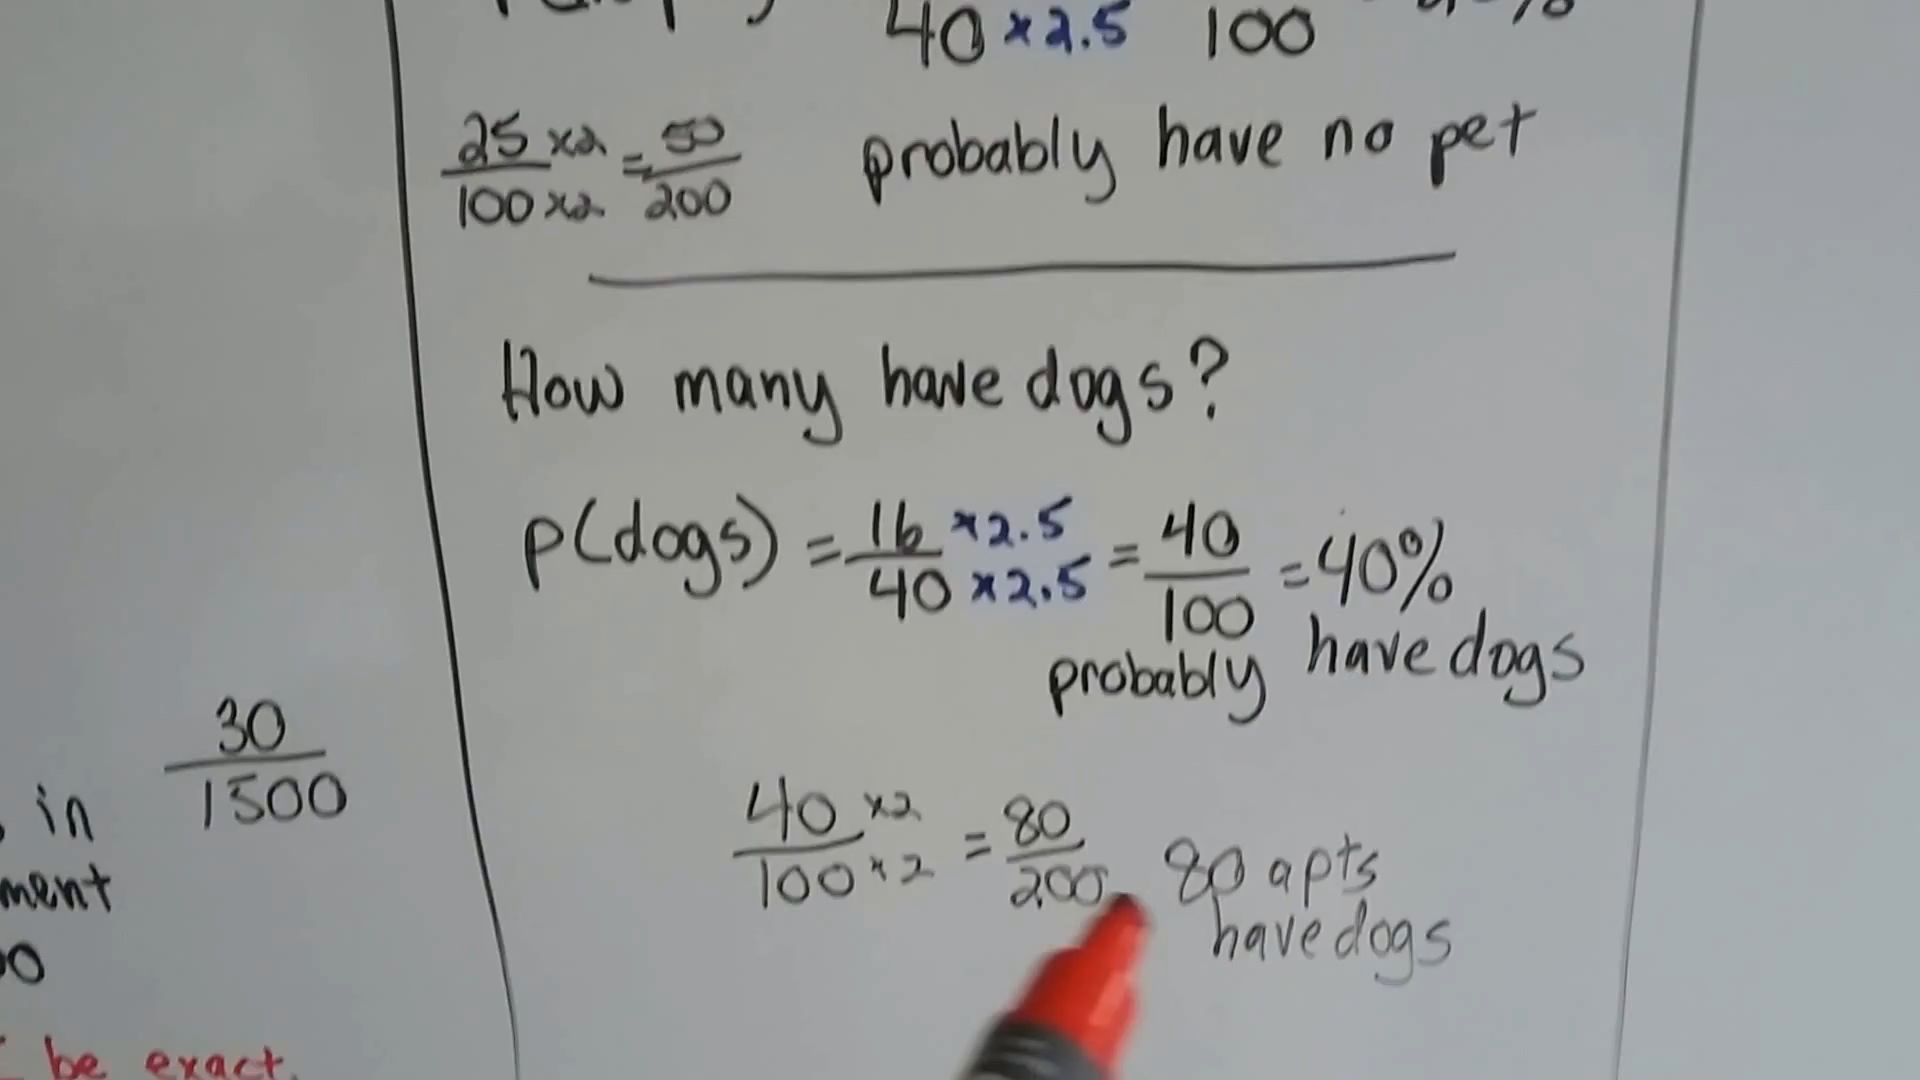 40 × 2.5 100
25 ×2 = 50
100 ×2 200
probably have no pet
How many have dogs?
P(dogs) = 16 ×2.5 = 40 = 40%
40 ×2.5 100
probably have dogs
40 ×2 = 80
100 ×2 200
80 apts
have dogs
30
1500
in
ment
be exact.